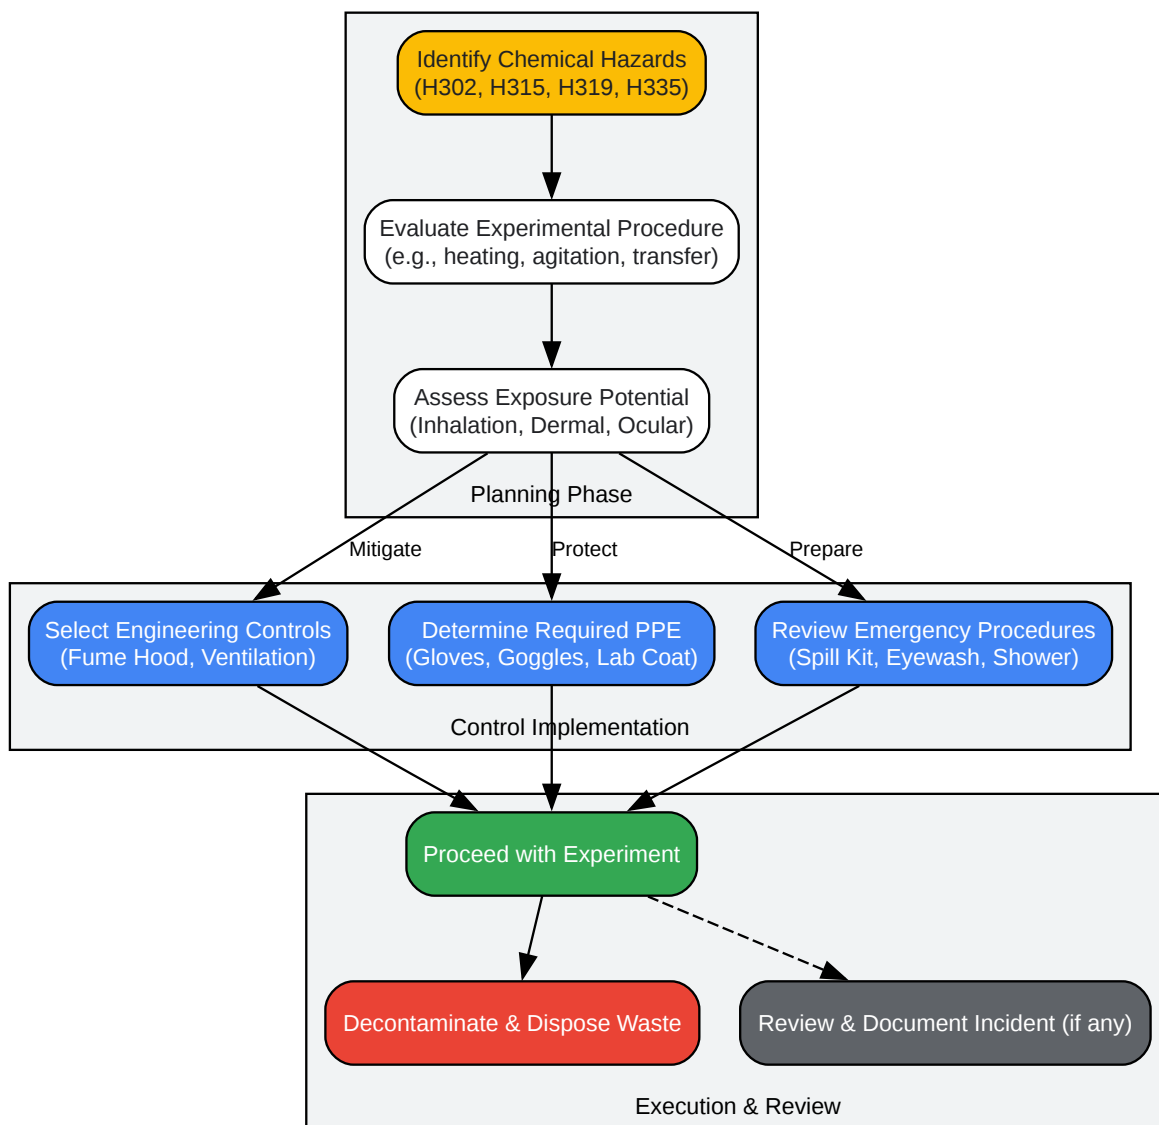 Identify Chemical Hazards
(H302, H315, H319, H335)
Evaluate Experimental Procedure
(e.g., heating, agitation, transfer)
Assess Exposure Potential
(Inhalation, Dermal, Ocular)
Planning Phase
Mitigate
Protect
Prepare
Select Engineering Controls
(Fume Hood, Ventilation)
Determine Required PPE
(Gloves, Goggles, Lab Coat)
Review Emergency Procedures
(Spill Kit, Eyewash, Shower)
Control Implementation
Proceed with Experiment
Decontaminate & Dispose Waste
Review & Document Incident (if any)
Execution & Review